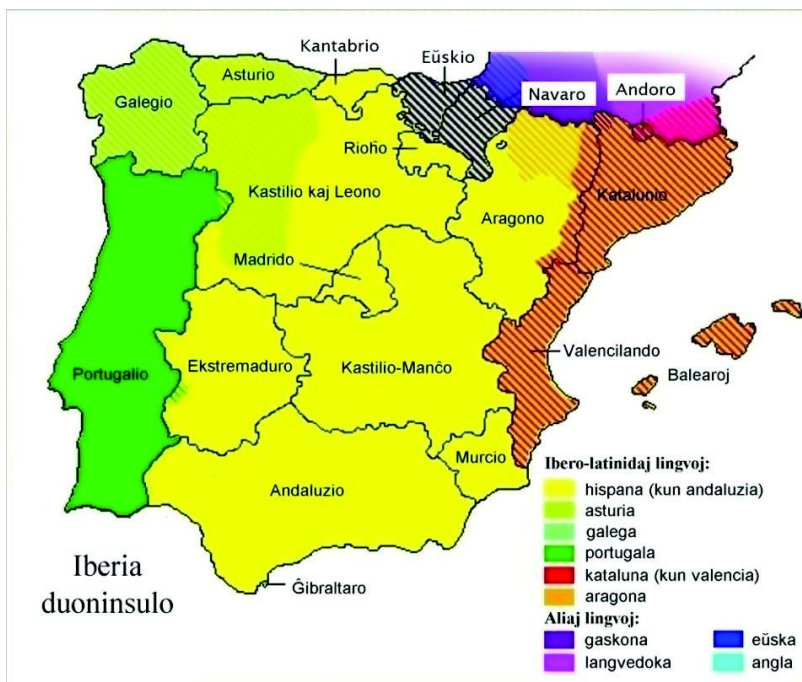 Kantabrio
Eŭskio
Asturio
Galegio
Navaro
Andoro
Rioĥo
Kastilio kaj Leono
Katalunio
Aragono
Madrido
Valencilando
Portugalio
Ekstremaduro
Kastilio-Manĉo
Balearoj
Murcio
Andaluzio
Ĝibraltaro
Iberia
duoninsulo
Ibero-latinidaj lingvoj:
hispana (kun andaluzia)
asturia
galega
portugala
kataluna (kun valencia)
aragona
Aliaj lingvoj:
gaskona
eŭska
langvedoka
angla